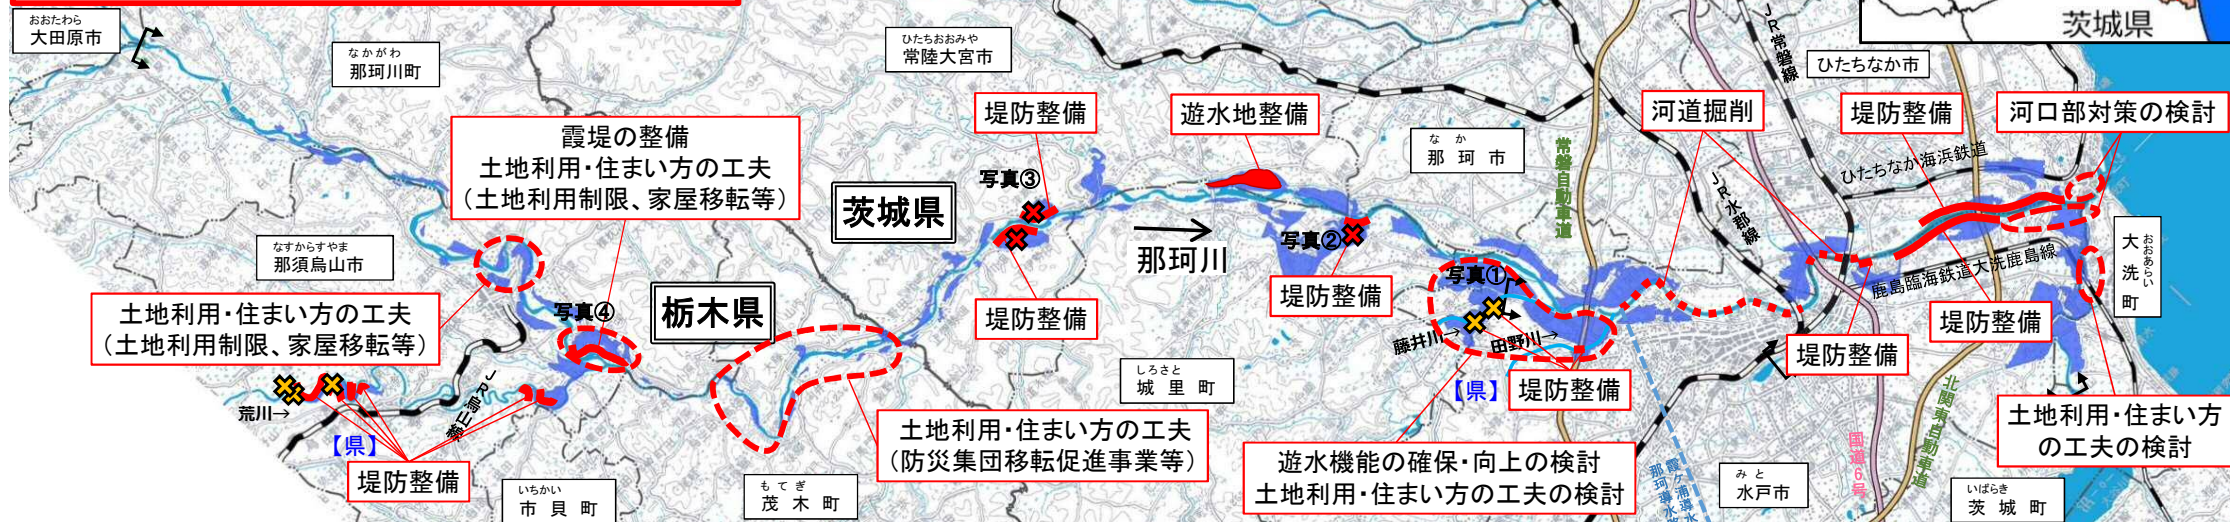 おおたわら
大田原市
なかがわ
那珂川町
ひたちおおみや
常陸大宮市
茨城県
ひたちなか市
JR常磐線
堤防整備
遊水地整備
河道掘削
堤防整備
河口部対策の検討
霞堤の整備
土地利用・住まい方の工夫
(土地利用制限、家屋移転等)
なか
那珂市
常磐自動車道
ひたちなか海浜鉄道
写真③
茨城県
JR水郡線
那珂川
写真②
なすからすやま
那須烏山市
おおあらい
大洗町
鹿島臨海鉄道大洗鹿島線
写真①
堤防整備
土地利用・住まい方の工夫
(土地利用制限、家屋移転等)
写真④
栃木県
堤防整備
堤防整備
藤井川→
田野川→
堤防整備
しろさと
城里町
【県】
堤防整備
荒川→
JR烏山線
【県】
堤防整備
土地利用・住まい方の工夫
(防災集団移転促進事業等)
遊水機能の確保・向上の検討
土地利用・住まい方の工夫の検討
土地利用・住まい方
の工夫の検討
北関東自動車道
国道6号
霞ヶ浦導水
那珂導水路
いちかい
市貝町
もてぎ
茂木町
みと
水戸市
いばらき
茨城町